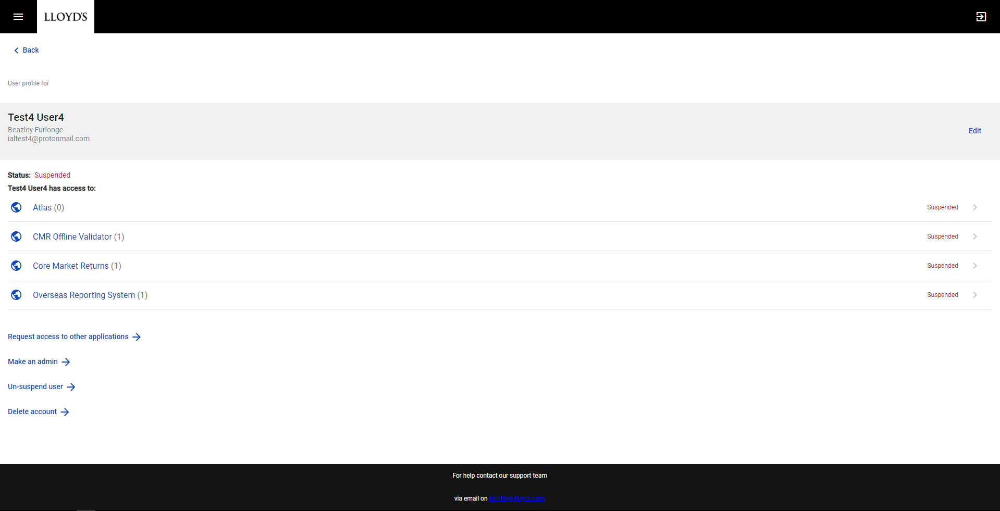 LLOYD'S
Back
User profile for
Test4 User4
Beazley Furlonge
ialtest4@protonmail.com
Edit
Status: Suspended
Test4 User4 has access to:
Atlas (0) Suspended
CMR Offline Validator (1) Suspended
Core Market Returns (1) Suspended
Overseas Reporting System (1) Suspended
Request access to other applications
Make an admin
Un-suspend user
Delete account
For help contact our support team
via email on identity@lloyds.com